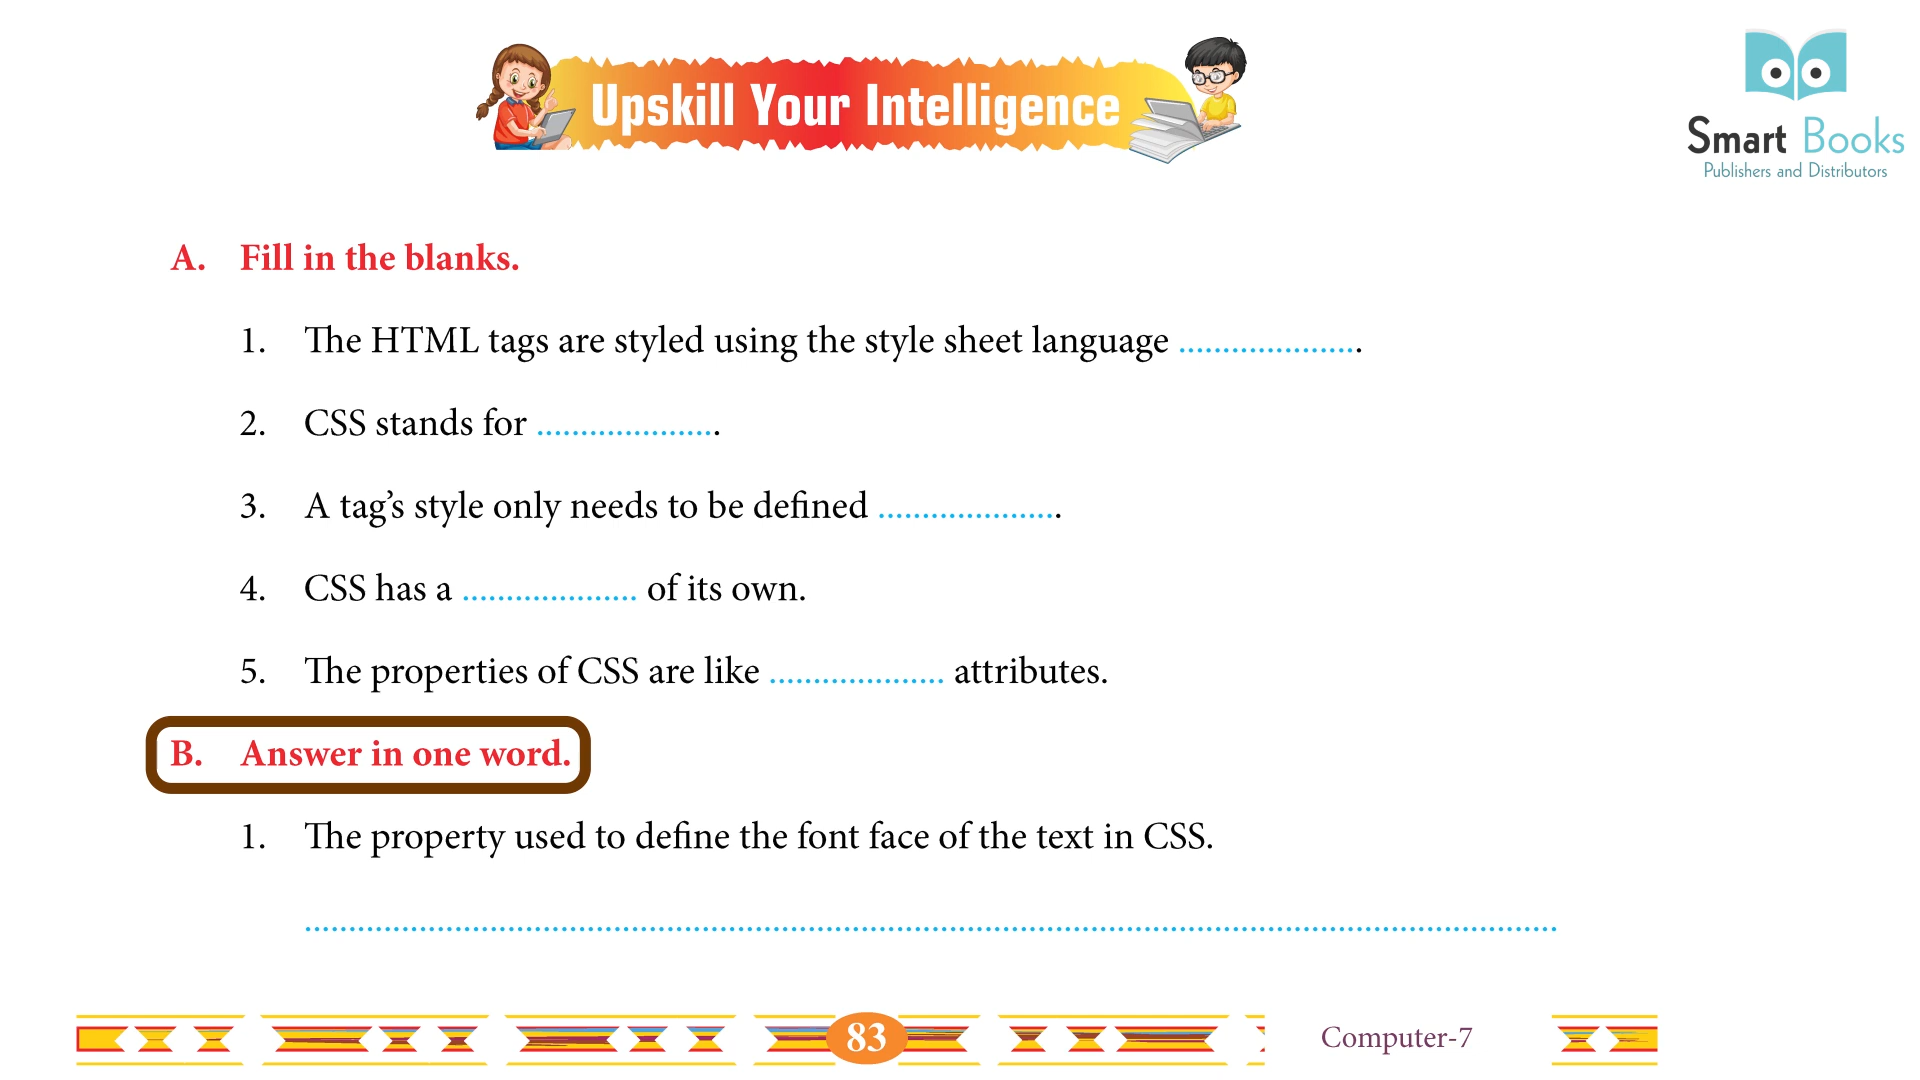 Upskill Your Intelligence
Smart Books
Publishers and Distributors
A. Fill in the blanks.
1. The HTML tags are styled using the style sheet language ....................
2. CSS stands for ....................
3. A tag’s style only needs to be defined ....................
4. CSS has a .................... of its own.
5. The properties of CSS are like .................... attributes.
B. Answer in one word.
1. The property used to define the font face of the text in CSS.
83
Computer-7